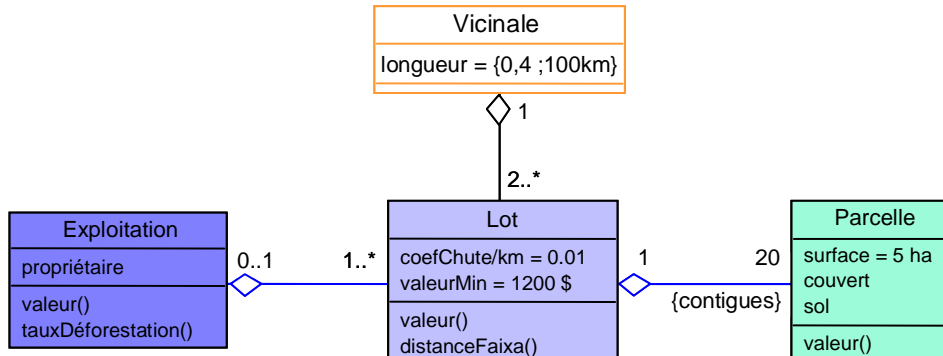 Vicinale
longueur = {0,4 ;100km}
1
2..*
Exploitation
propriétaire
valeur()
tauxDéforestation()
0..1
1..*
Lot
coefChute/km = 0.01
valeurMin = 1200 $
valeur()
distanceFaixa()
1
20
{contigues}
Parcelle
surface = 5 ha
couvert
sol
valeur()